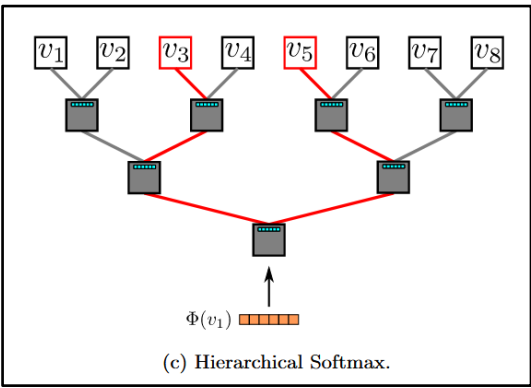 v₁ v₂ v₃ v₄ v₅ v₆ v₇ v₈
Φ(v₁)
(c) Hierarchical Softmax.